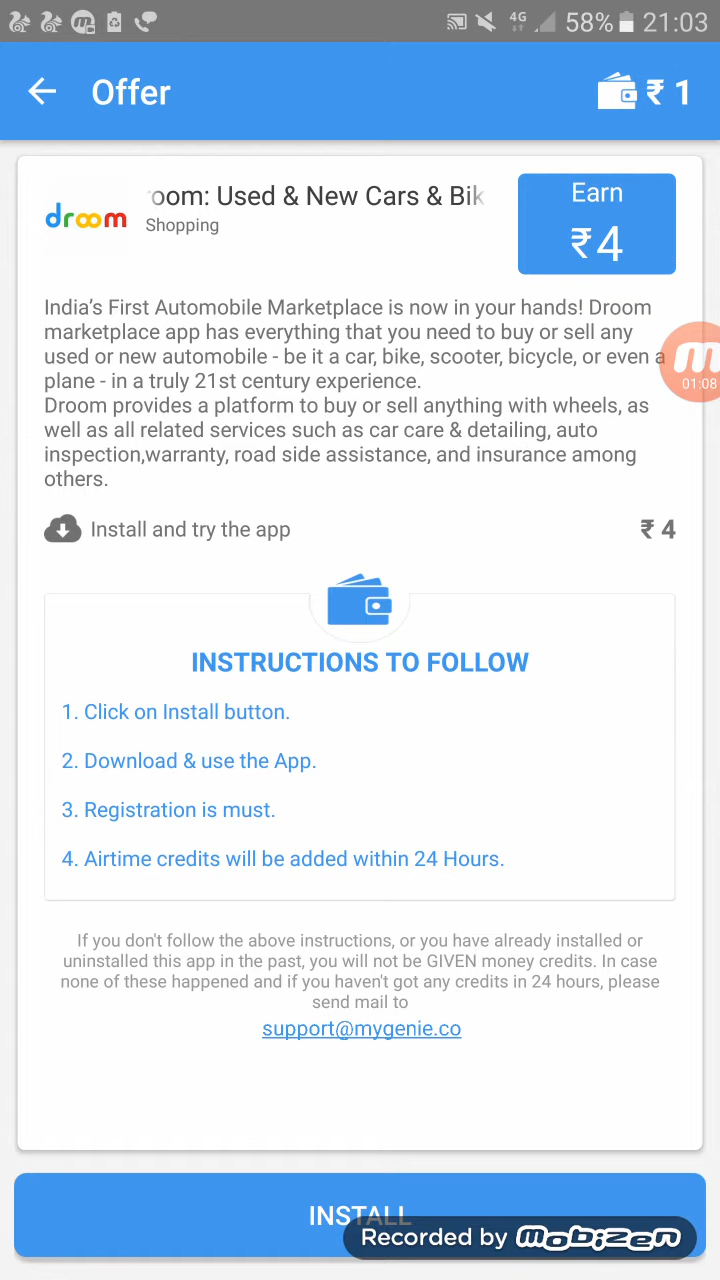 4G 58% 21:03
Offer ₹ 1
droom
oom: Used & New Cars & Bik
Shopping
Earn
₹4
India’s First Automobile Marketplace is now in your hands! Droom
marketplace app has everything that you need to buy or sell any
used or new automobile - be it a car, bike, scooter, bicycle, or even a
plane - in a truly 21st century experience.
Droom provides a platform to buy or sell anything with wheels, as
well as all related services such as car care & detailing, auto
inspection,warranty, road side assistance, and insurance among
others.
01:08
Install and try the app ₹ 4
INSTRUCTIONS TO FOLLOW
1. Click on Install button.
2. Download & use the App.
3. Registration is must.
4. Airtime credits will be added within 24 Hours.
If you don't follow the above instructions, or you have already installed or
uninstalled this app in the past, you will not be GIVEN money credits. In case
none of these happened and if you haven't got any credits in 24 hours, please
send mail to
support@mygenie.co
INSTALL
Recorded by mobizen